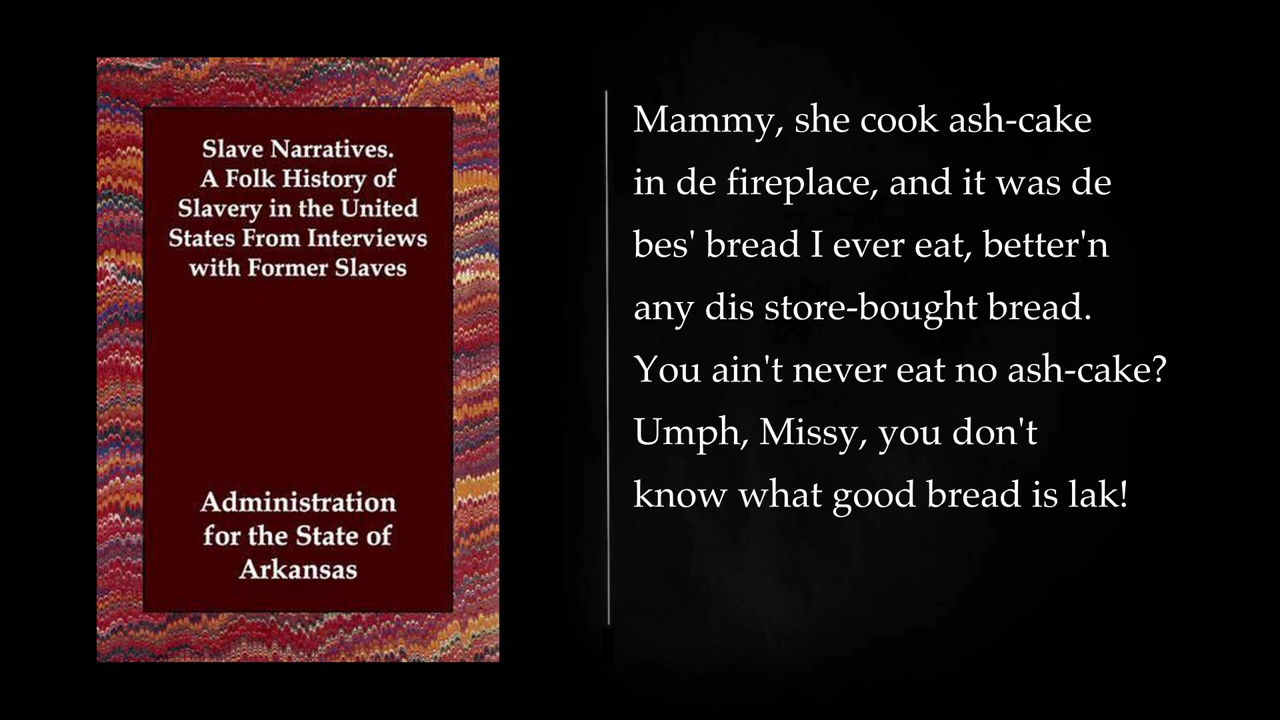 Slave Narratives.
A Folk History of
Slavery in the United
States From Interviews
with Former Slaves
Administration
for the State of
Arkansas
Mammy, she cook ash-cake
in de fireplace, and it was de
bes' bread I ever eat, better'n
any dis store-bought bread.
You ain't never eat no ash-cake?
Umph, Missy, you don't
know what good bread is lak!